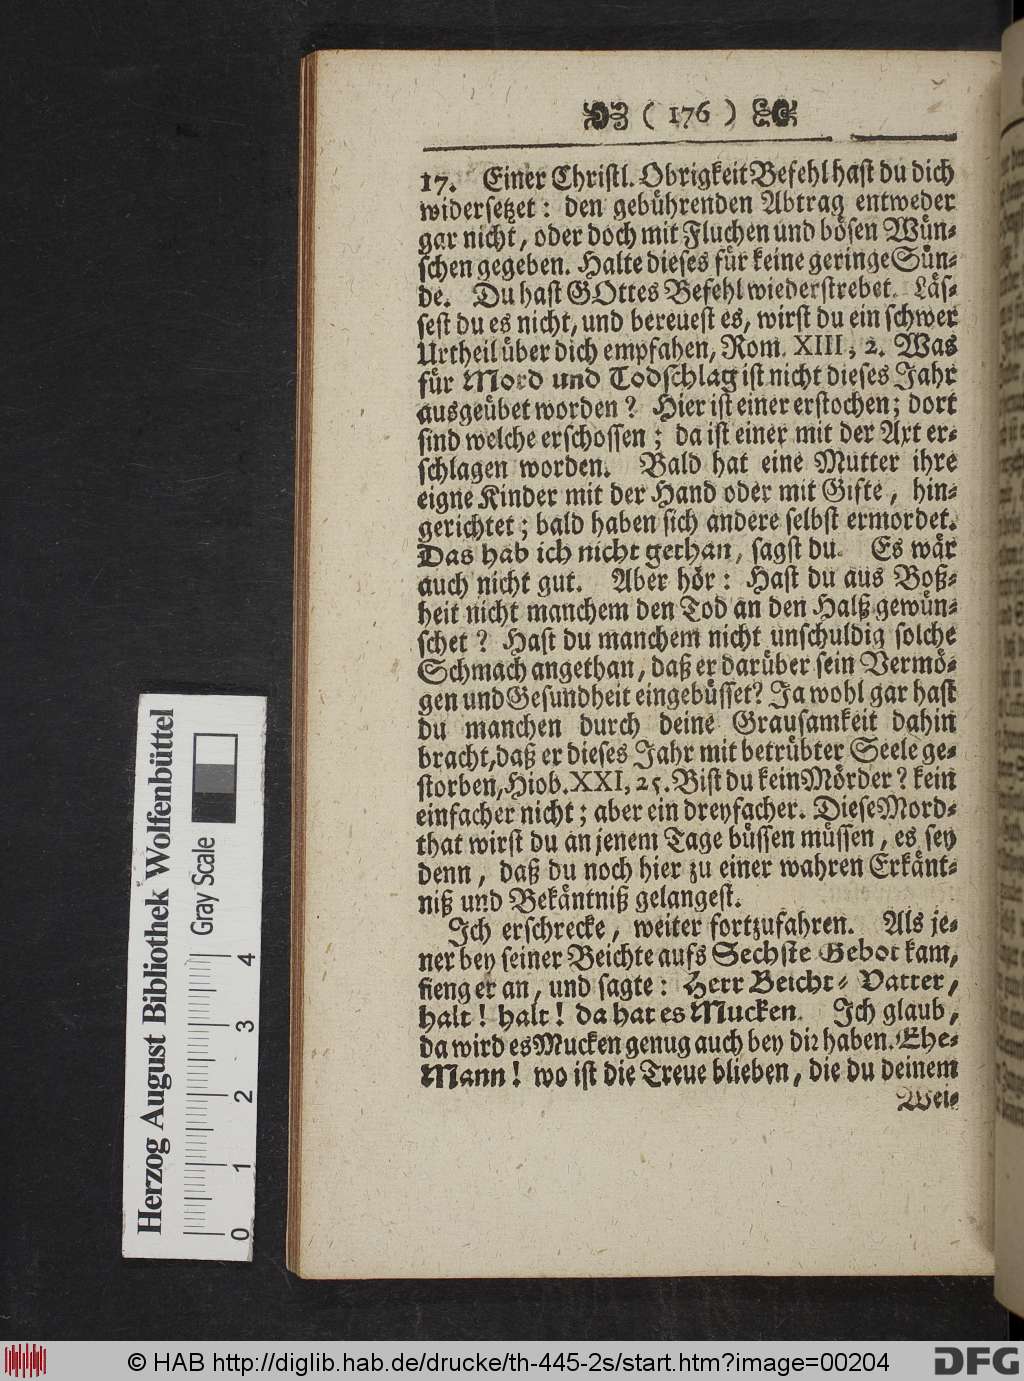 ( 176 )
17. Einer Christl. Obrigkeit Befehl hast du dich
widersetzet: den gebührenden Abtrag entweder
gar nicht, oder doch mit Fluchen und bösen Wün-
schen gegeben. Halte dieses für keine geringe Sün-
de. Du hast GOttes Befehl wiederstrebet. Läs-
sest du es nicht, und bereuest es, wirst du ein schwer
Urtheil über dich empfahen, Rom. XIII, 2. Was
für Mord und Todschlag ist nicht dieses Jahr
ausgeübet worden? Hier ist einer erstochen; dort
sind welche erschossen; da ist einer mit der Axt er-
schlagen worden. Bald hat eine Mutter ihre
eigne Kinder mit der Hand oder mit Gifte, hin-
gerichtet; bald haben sich andere selbst ermordet.
Das hab ich nicht gethan, sagst du. Es wär
auch nicht gut. Aber hör: Hast du aus Boß-
heit nicht manchem den Tod an den Halß gewün-
schet? Hast du manchem nicht unschuldig solche
Schmach angethan, daß er darüber sein Vermö-
gen und Gesundheit eingebüsset? Ja wohl gar hast
du manchen durch deine Grausamkeit dahin
bracht, daß er dieses Jahr mit betrübter Seele ge-
storben, Hiob. XXI, 25. Bist du kein Mörder? kein
einfacher nicht; aber ein dreyfacher. Diese Mord-
that wirst du an jenem Tage büssen müssen, es sey
denn, daß du noch hier zu einer wahren Erkänt-
niß und Bekäntniß gelangest.
Ich erschrecke, weiter fortzufahren. Als je-
ner bey seiner Beichte aufs Sechste Gebot kam,
fieng er an, und sagte: Herr Beicht-Vatter,
halt! halt! da hat es Mucken. Ich glaub,
da wird es Mucken genug auch bey dir haben. Ehe-
Mann! wo ist die Treue blieben, die du deinem
Wei-
Herzog August Bibliothek Wolfenbüttel
Gray Scale
0 1 2 3 4
© HAB http://diglib.hab.de/drucke/th-445-2s/start.htm?image=00204
DFG